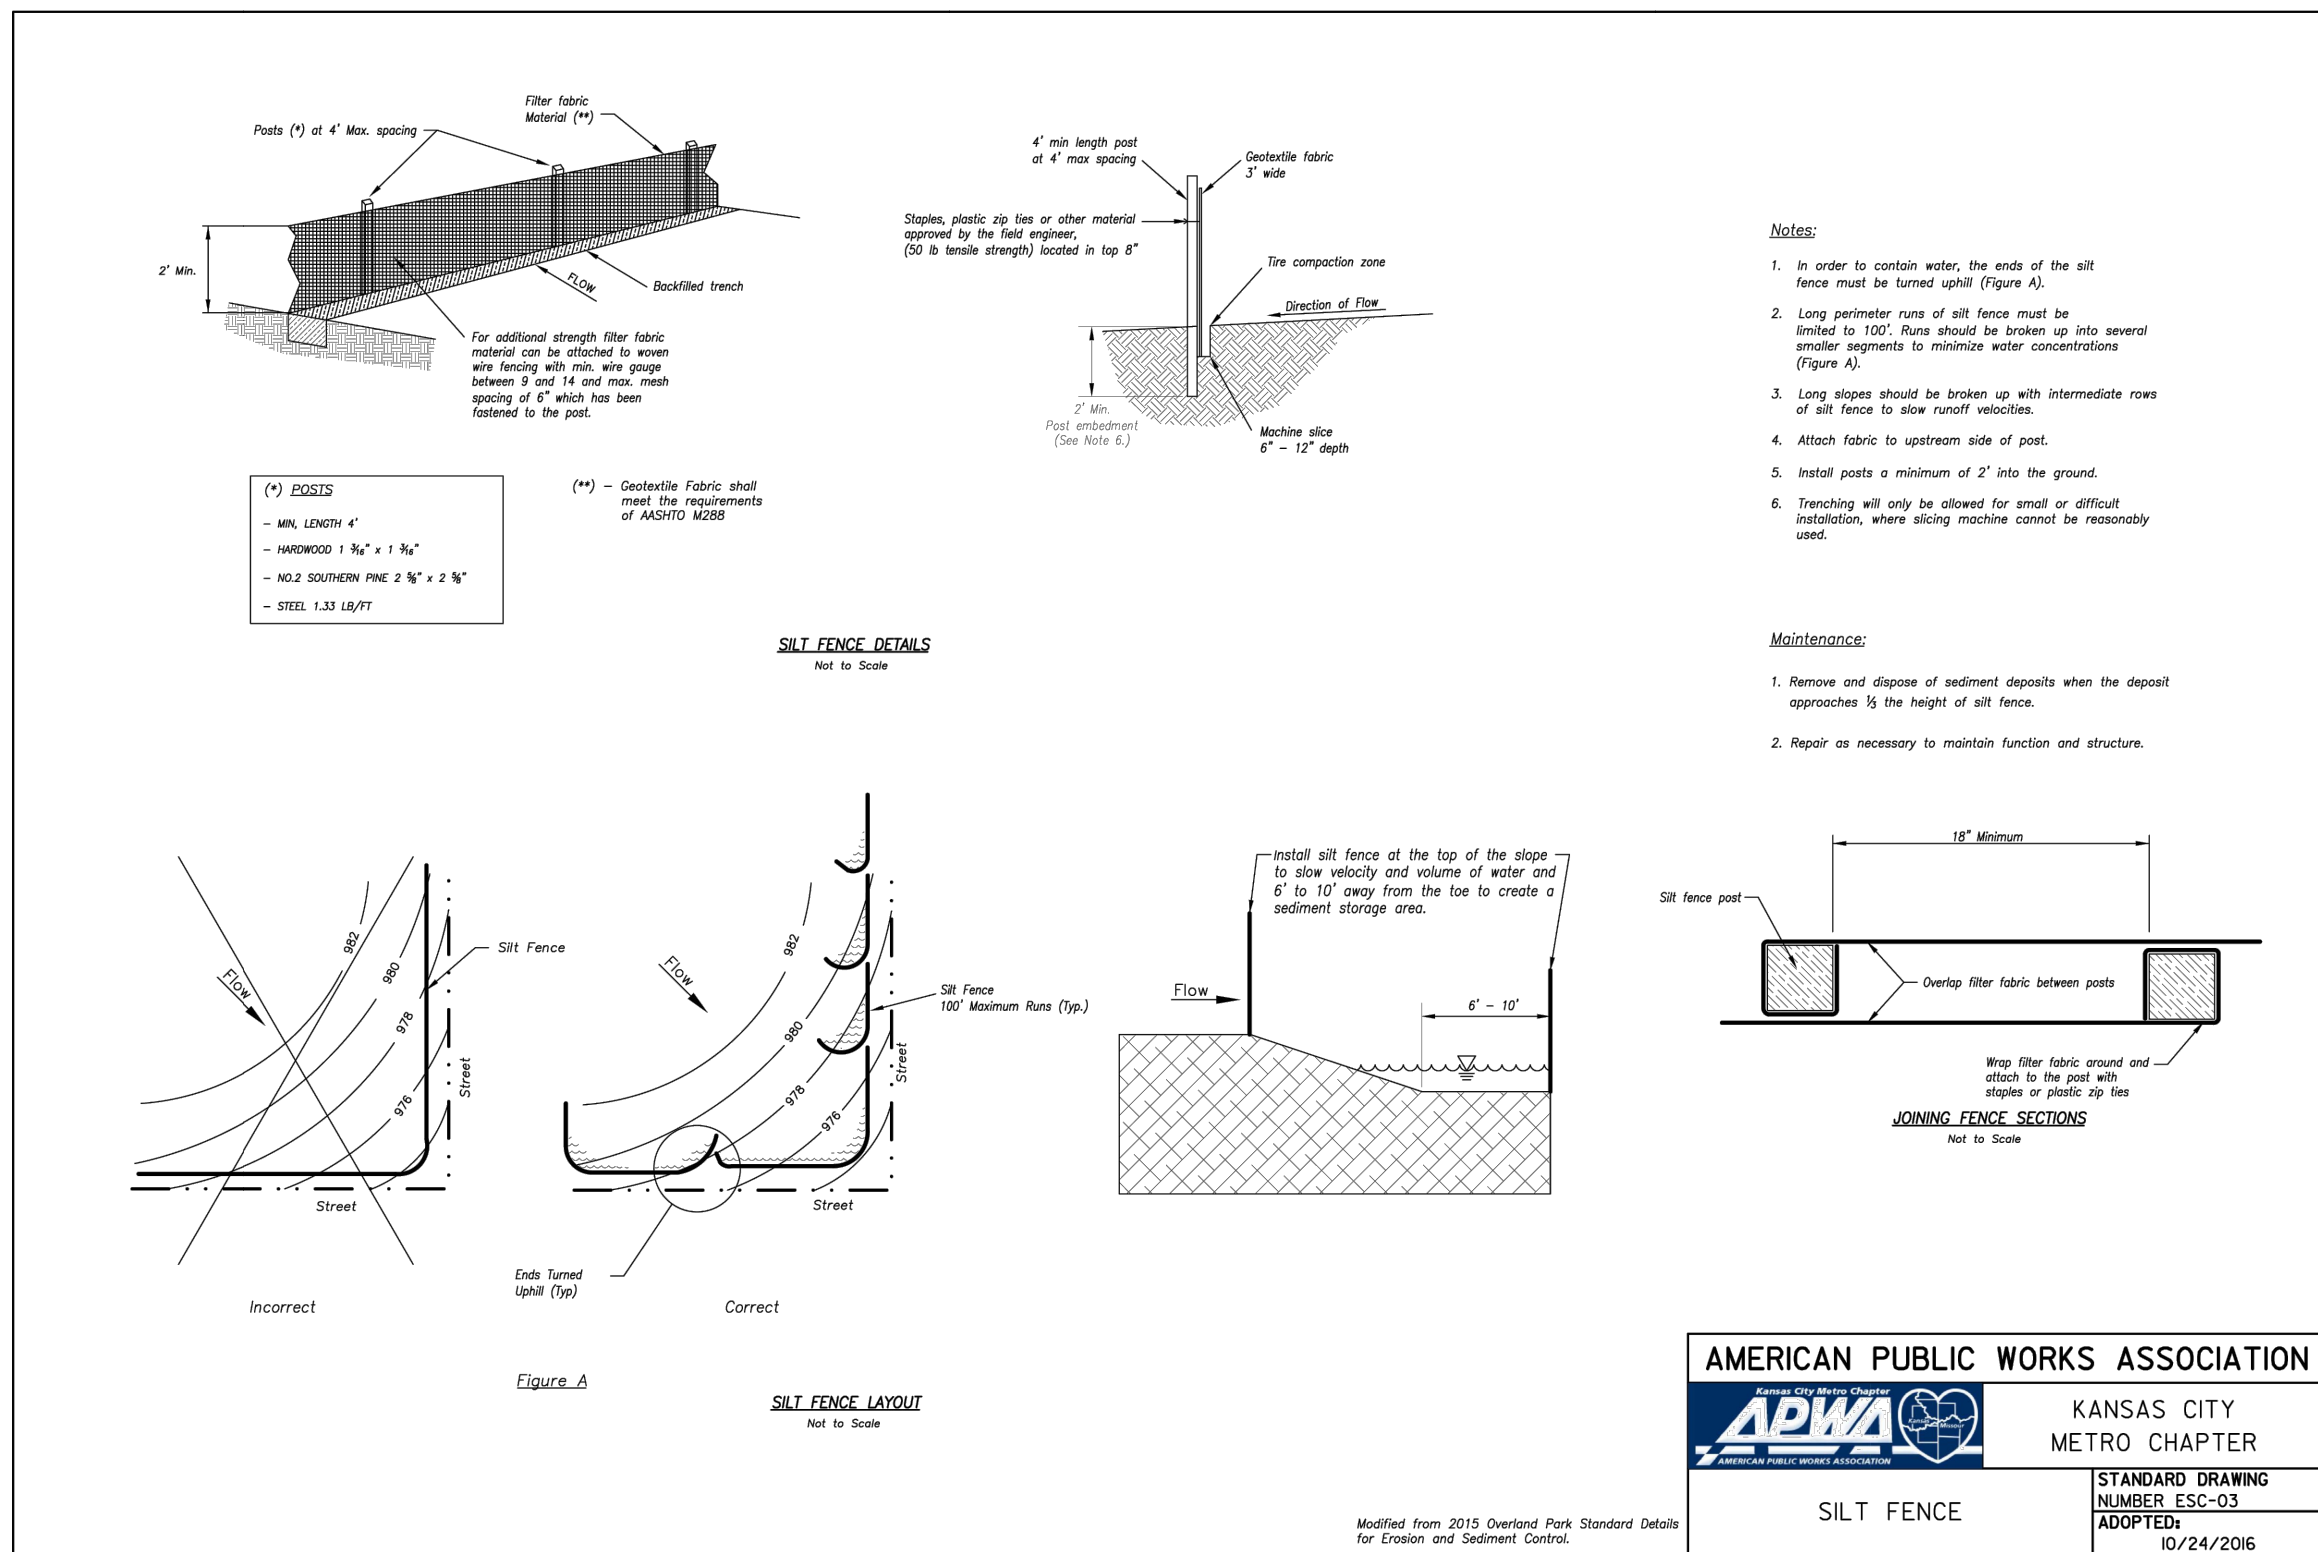 Filter fabric
Material (**)
Posts (*) at 4' Max. spacing
2' Min.
FLOW
Backfilled trench
For additional strength filter fabric
material can be attached to woven
wire fencing with min. wire gauge
between 9 and 14 and max. mesh
spacing of 6" which has been
fastened to the post.
(*) POSTS
– MIN, LENGTH 4'
– HARDWOOD 1 3/16" x 1 3/16"
– NO.2 SOUTHERN PINE 2 5/8" x 2 5/8"
– STEEL 1.33 LB/FT
(**) – Geotextile Fabric shall
meet the requirements
of AASHTO M288
4' min length post
at 4' max spacing
Geotextile fabric
3' wide
Staples, plastic zip ties or other material
approved by the field engineer,
(50 lb tensile strength) located in top 8"
Tire compaction zone
Direction of Flow
2' Min.
Post embedment
(See Note 6.)
Machine slice
6" – 12" depth
SILT FENCE DETAILS
Not to Scale
Notes:
1. In order to contain water, the ends of the silt
fence must be turned uphill (Figure A).
2. Long perimeter runs of silt fence must be
limited to 100'. Runs should be broken up into several
smaller segments to minimize water concentrations
(Figure A).
3. Long slopes should be broken up with intermediate rows
of silt fence to slow runoff velocities.
4. Attach fabric to upstream side of post.
5. Install posts a minimum of 2' into the ground.
6. Trenching will only be allowed for small or difficult
installation, where slicing machine cannot be reasonably
used.
Maintenance:
1. Remove and dispose of sediment deposits when the deposit
approaches 1/3 the height of silt fence.
2. Repair as necessary to maintain function and structure.
982
980
978
976
Flow
Silt Fence
Street
Street
Incorrect
982
980
978
976
Flow
Silt Fence
100' Maximum Runs (Typ.)
Street
Street
Ends Turned
Uphill (Typ)
Correct
Figure A
SILT FENCE LAYOUT
Not to Scale
Install silt fence at the top of the slope
to slow velocity and volume of water and
6' to 10' away from the toe to create a
sediment storage area.
Flow
6' – 10'
18" Minimum
Silt fence post
Overlap filter fabric between posts
Wrap filter fabric around and
attach to the post with
staples or plastic zip ties
JOINING FENCE SECTIONS
Not to Scale
Modified from 2015 Overland Park Standard Details
for Erosion and Sediment Control.
AMERICAN PUBLIC WORKS ASSOCIATION
Kansas City Metro Chapter
APWA
Kansas
Missouri
AMERICAN PUBLIC WORKS ASSOCIATION
KANSAS CITY
METRO CHAPTER
SILT FENCE
STANDARD DRAWING
NUMBER ESC-03
ADOPTED:
10/24/2016